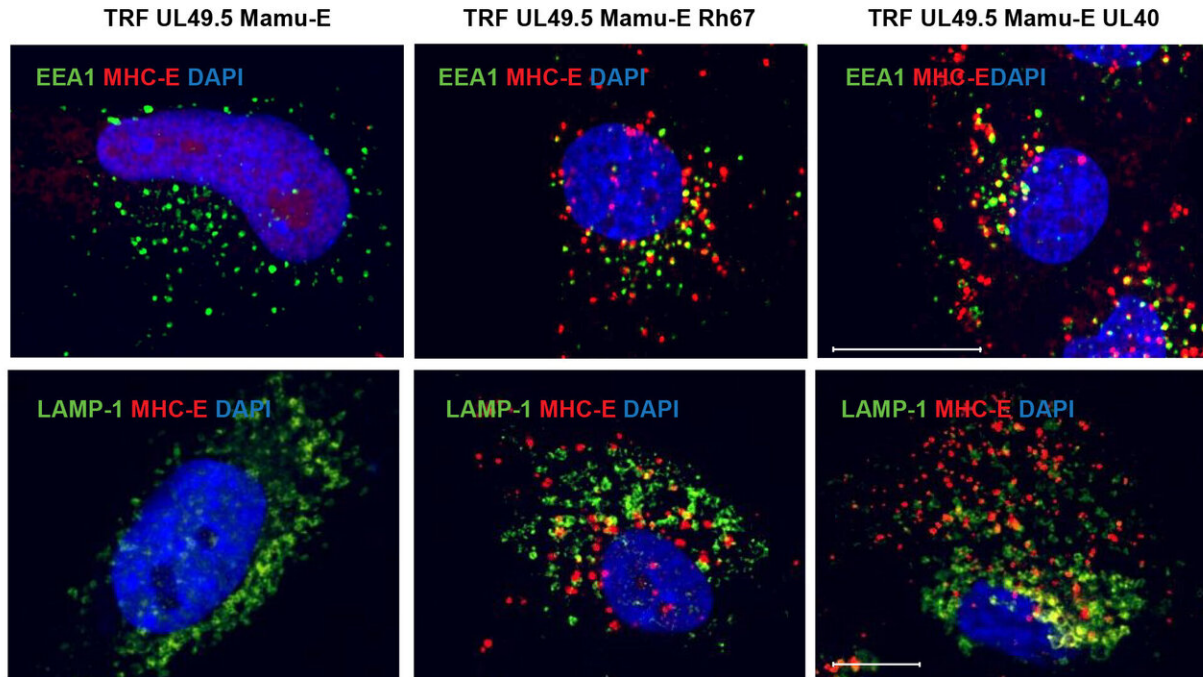 TRF UL49.5 Mamu-E
TRF UL49.5 Mamu-E Rh67
TRF UL49.5 Mamu-E UL40
EEA1 MHC-E DAPI
EEA1 MHC-E DAPI
EEA1 MHC-EDAPI
LAMP-1 MHC-E DAPI
LAMP-1 MHC-E DAPI
LAMP-1 MHC-E DAPI